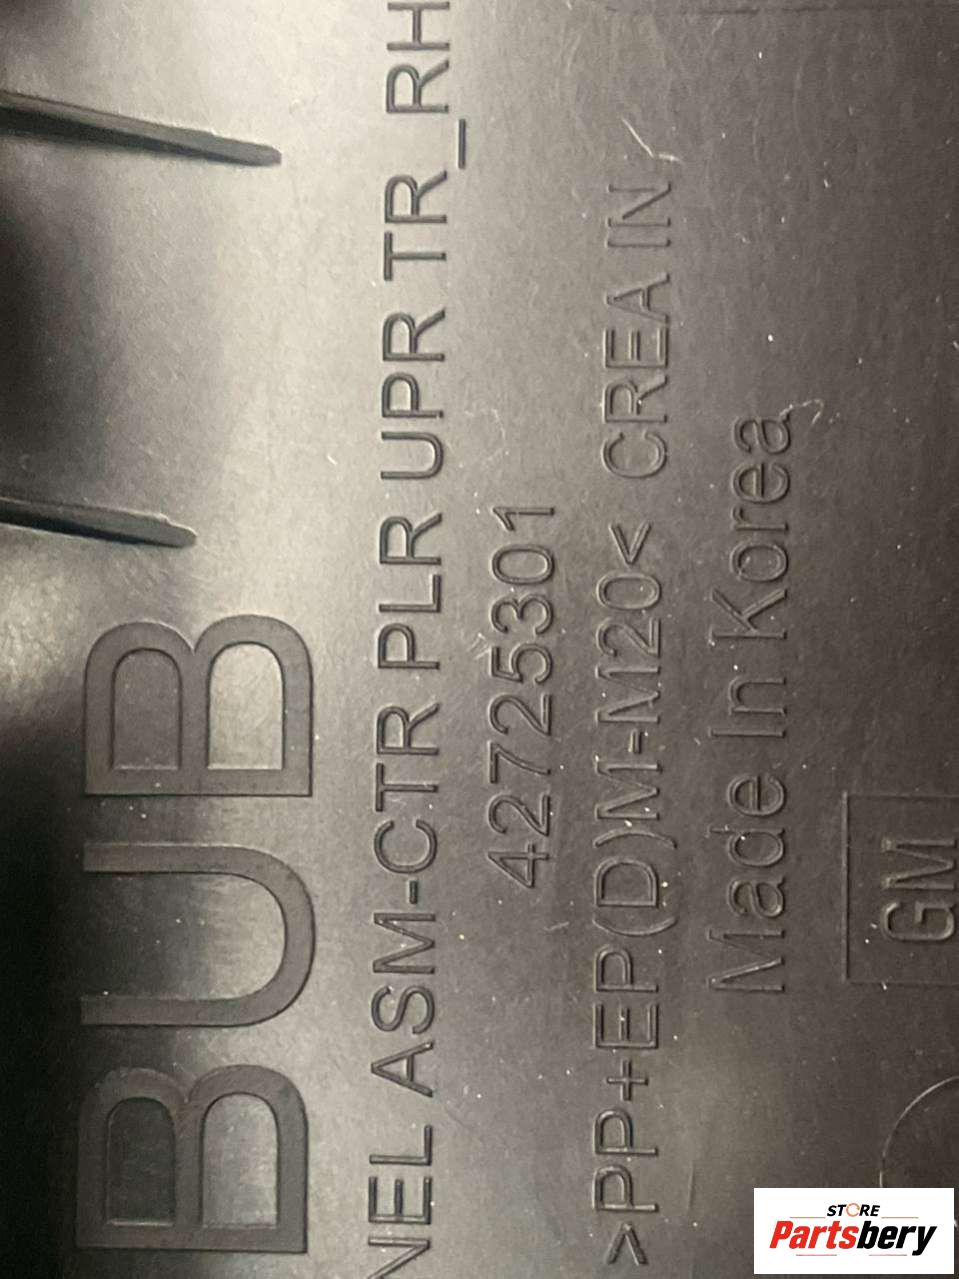 BUB
NEL ASM-CTR PLR UPR TR_RH
42725301
>PP+EP(D)M-M20< CREA IN
Made In Korea
GM
STORE
Partsbery